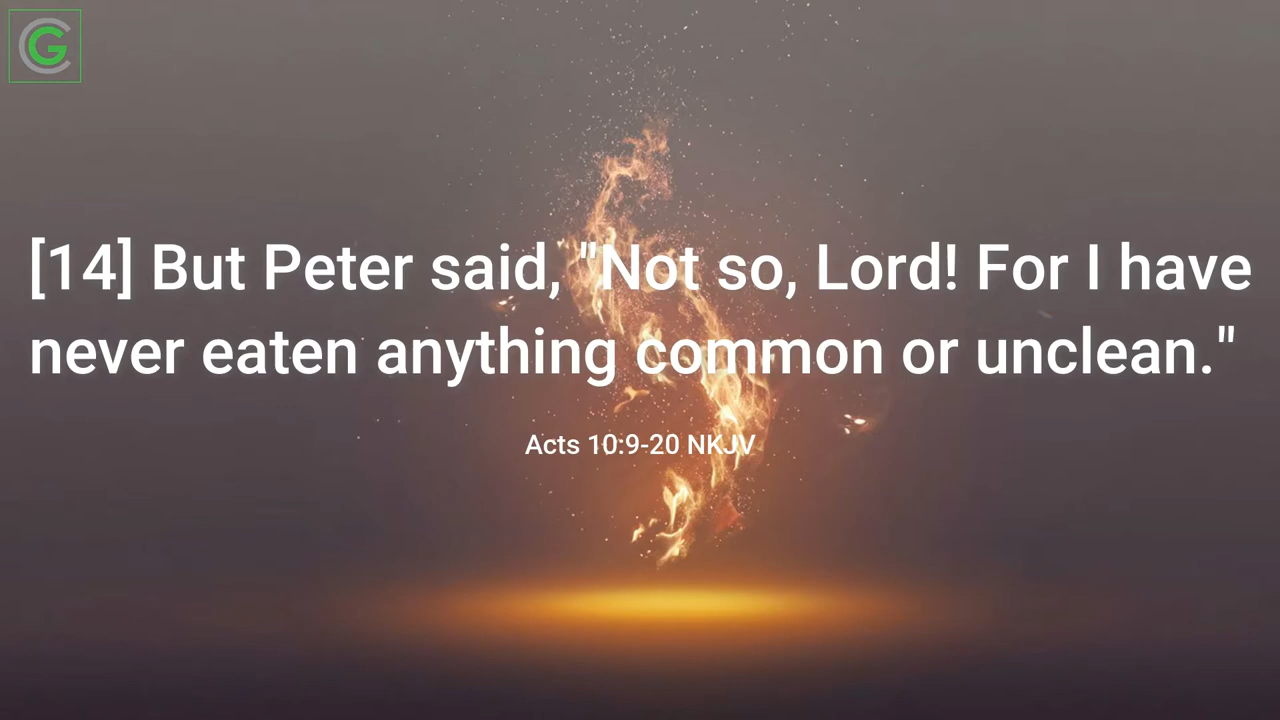 [14] But Peter said, "Not so, Lord! For I have
never eaten anything common or unclean."
Acts 10:9-20 NKJV